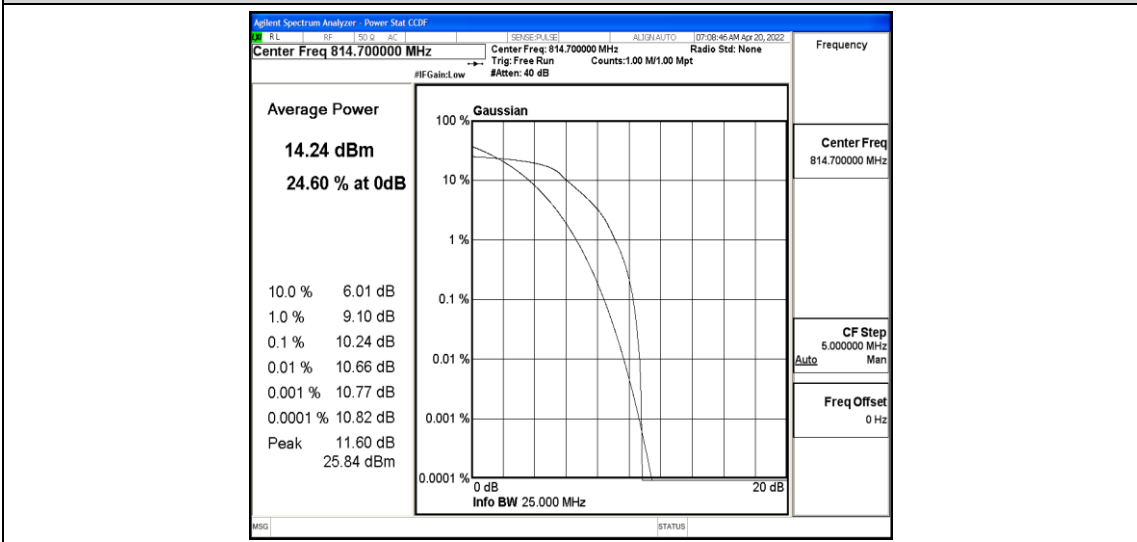 Agilent Spectrum Analyzer - Power Stat CCDF
LXI RL RF 50 Ω AC SENSE:PULSE ALIGNAUTO 07:08:46 AM Apr 20, 2022
Center Freq 814.700000 MHz
Center Freq: 814.700000 MHz Radio Std: None
Trig: Free Run Counts:1.00 M/1.00 Mpt
#IFGain:Low #Atten: 40 dB
Frequency
Average Power
14.24 dBm
24.60 % at 0dB
10.0 % 6.01 dB
1.0 % 9.10 dB
0.1 % 10.24 dB
0.01 % 10.66 dB
0.001 % 10.77 dB
0.0001 % 10.82 dB
Peak 11.60 dB
25.84 dBm
Gaussian
100 %
10 %
1 %
0.1 %
0.01 %
0.001 %
0.0001 %
0 dB 20 dB
Info BW 25.000 MHz
Center Freq
814.700000 MHz
CF Step
5.000000 MHz
Auto Man
Freq Offset
0 Hz
MSG STATUS